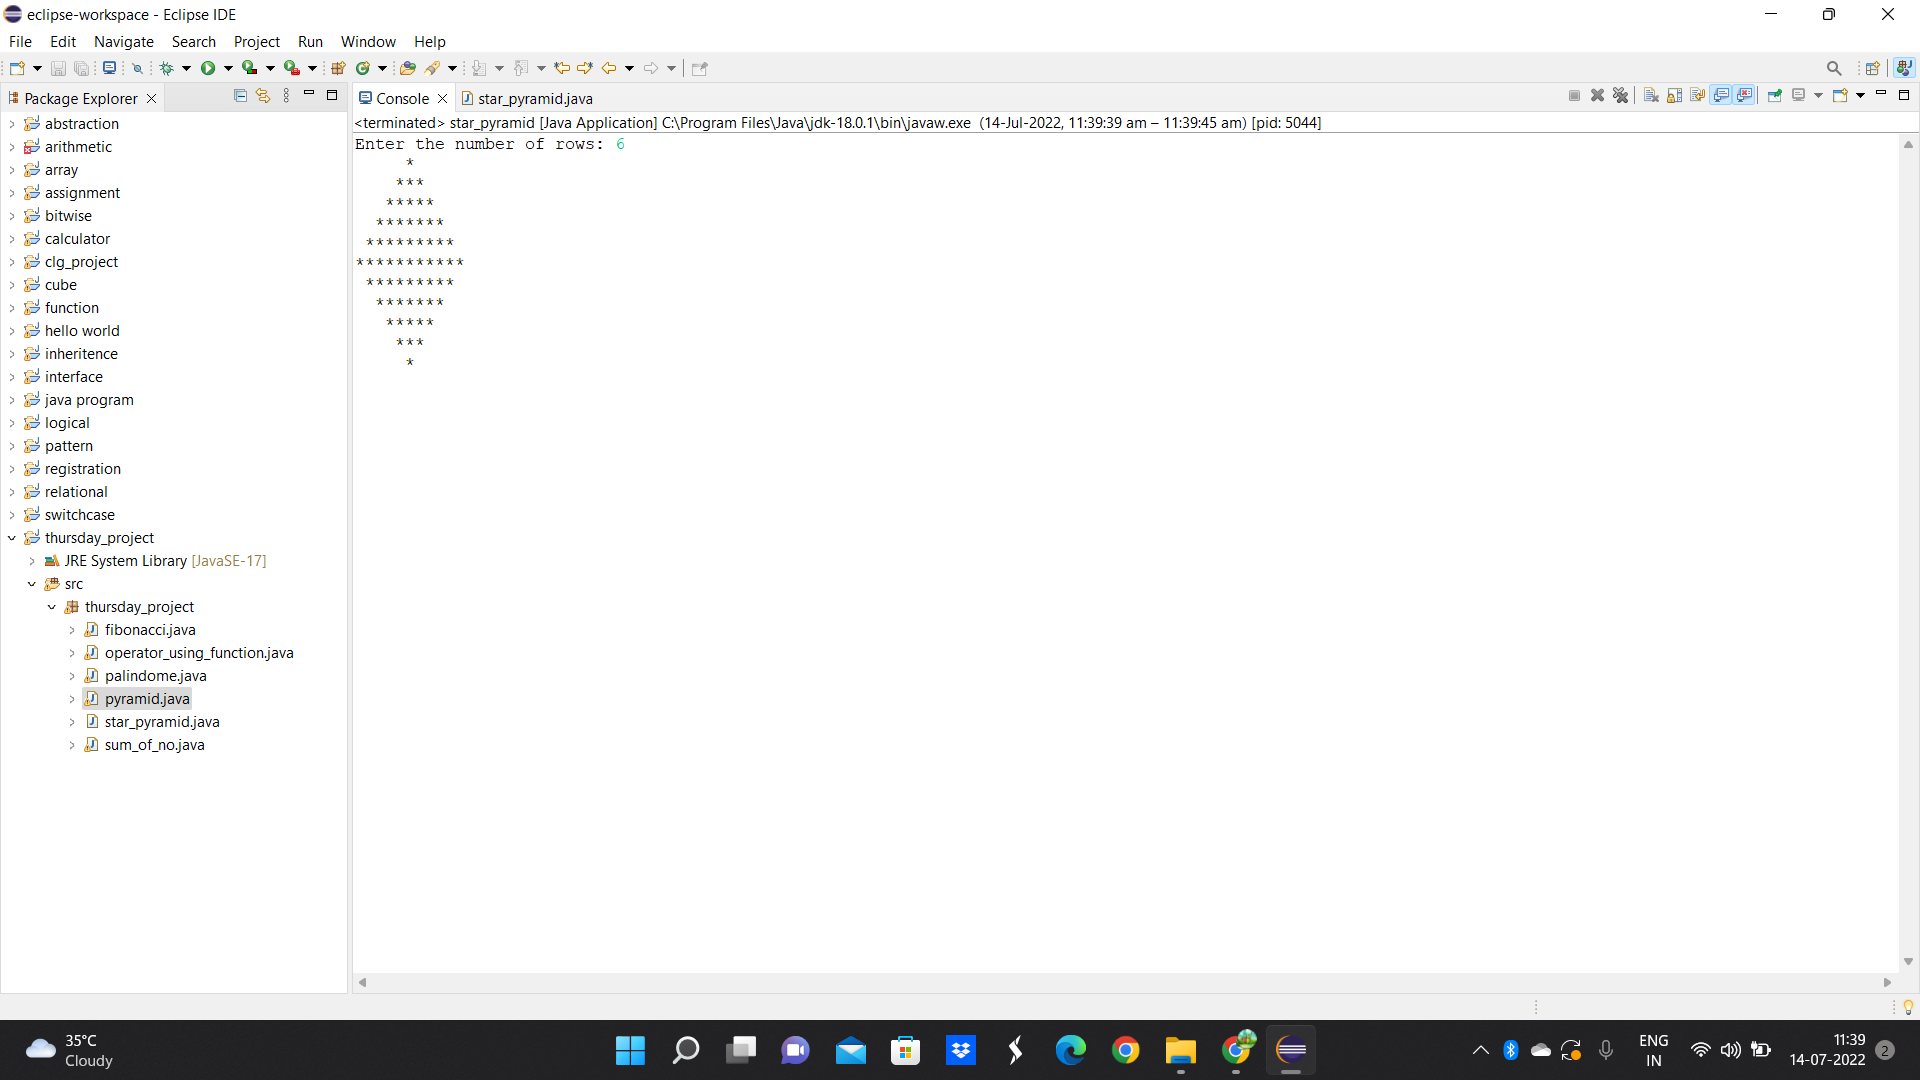 eclipse-workspace - Eclipse IDE
File Edit Navigate Search Project Run Window Help
Package Explorer
abstraction
arithmetic
array
assignment
bitwise
calculator
clg_project
cube
function
hello world
inheritence
interface
java program
logical
pattern
registration
relational
switchcase
thursday_project
JRE System Library [JavaSE-17]
src
thursday_project
fibonacci.java
operator_using_function.java
palindome.java
pyramid.java
star_pyramid.java
sum_of_no.java
Console star_pyramid.java
<terminated> star_pyramid [Java Application] C:\Program Files\Java\jdk-18.0.1\bin\javaw.exe (14-Jul-2022, 11:39:39 am – 11:39:45 am) [pid: 5044]
Enter the number of rows: 6
     *
    ***
   *****
  *******
 *********
***********
 *********
  *******
   *****
    ***
     *
35°C
Cloudy
ENG
IN
11:39
14-07-2022
2